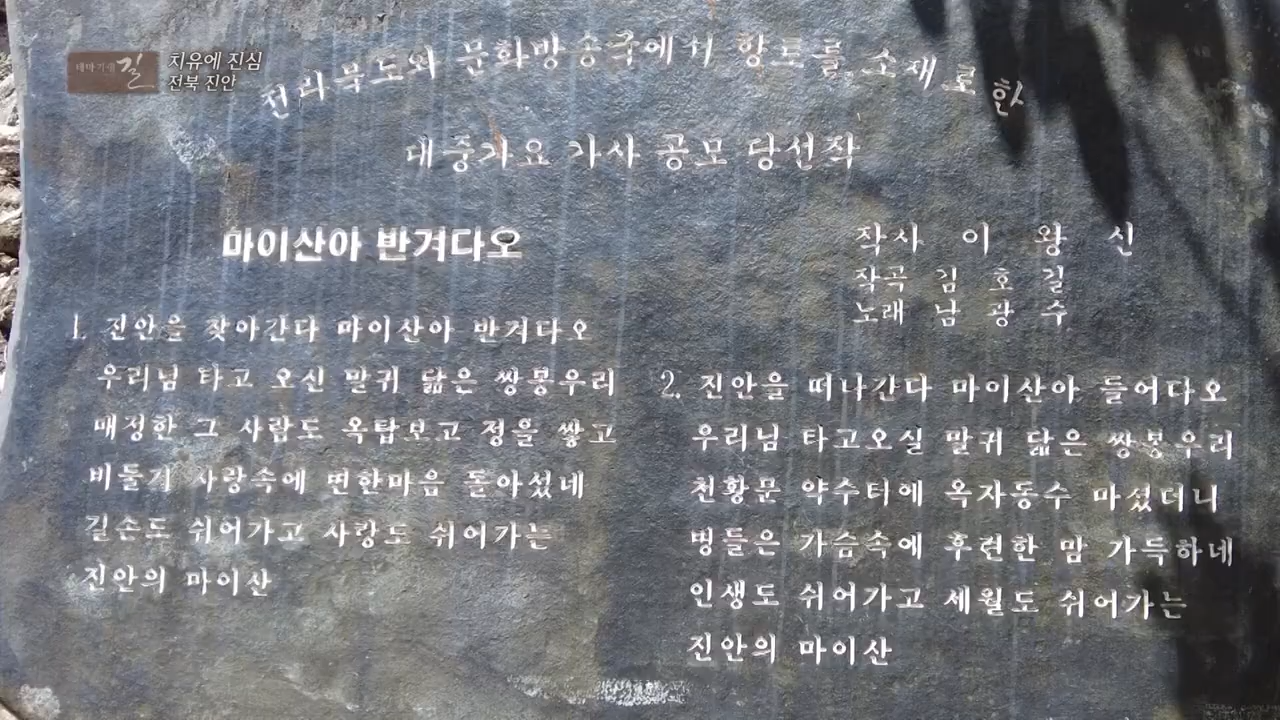 테마기행 길
치유에 진심
전북 진안
전라북도와 문화방송국에서 향토를 소재로한
대중가요 가사 공모 당선작
마이산아 반겨다오
작사 이 왕 신
작곡 김 호 길
노래 남 광 수
1. 진안을 찾아간다 마이산아 반겨다오
우리님 타고 오신 말귀 닮은 쌍봉우리
매정한 그 사람도 옥탑보고 정을 쌓고
비둘기 사랑속에 변한마음 돌아섰네
길손도 쉬어가고 사랑도 쉬어가는
진안의 마이산
2. 진안을 떠나간다 마이산아 들어다오
우리님 타고오실 말귀 닮은 쌍봉우리
천황문 약수터에 옥자동수 마셨더니
병들은 가슴속에 후련한 맘 가득하네
인생도 쉬어가고 세월도 쉬어가는
진안의 마이산